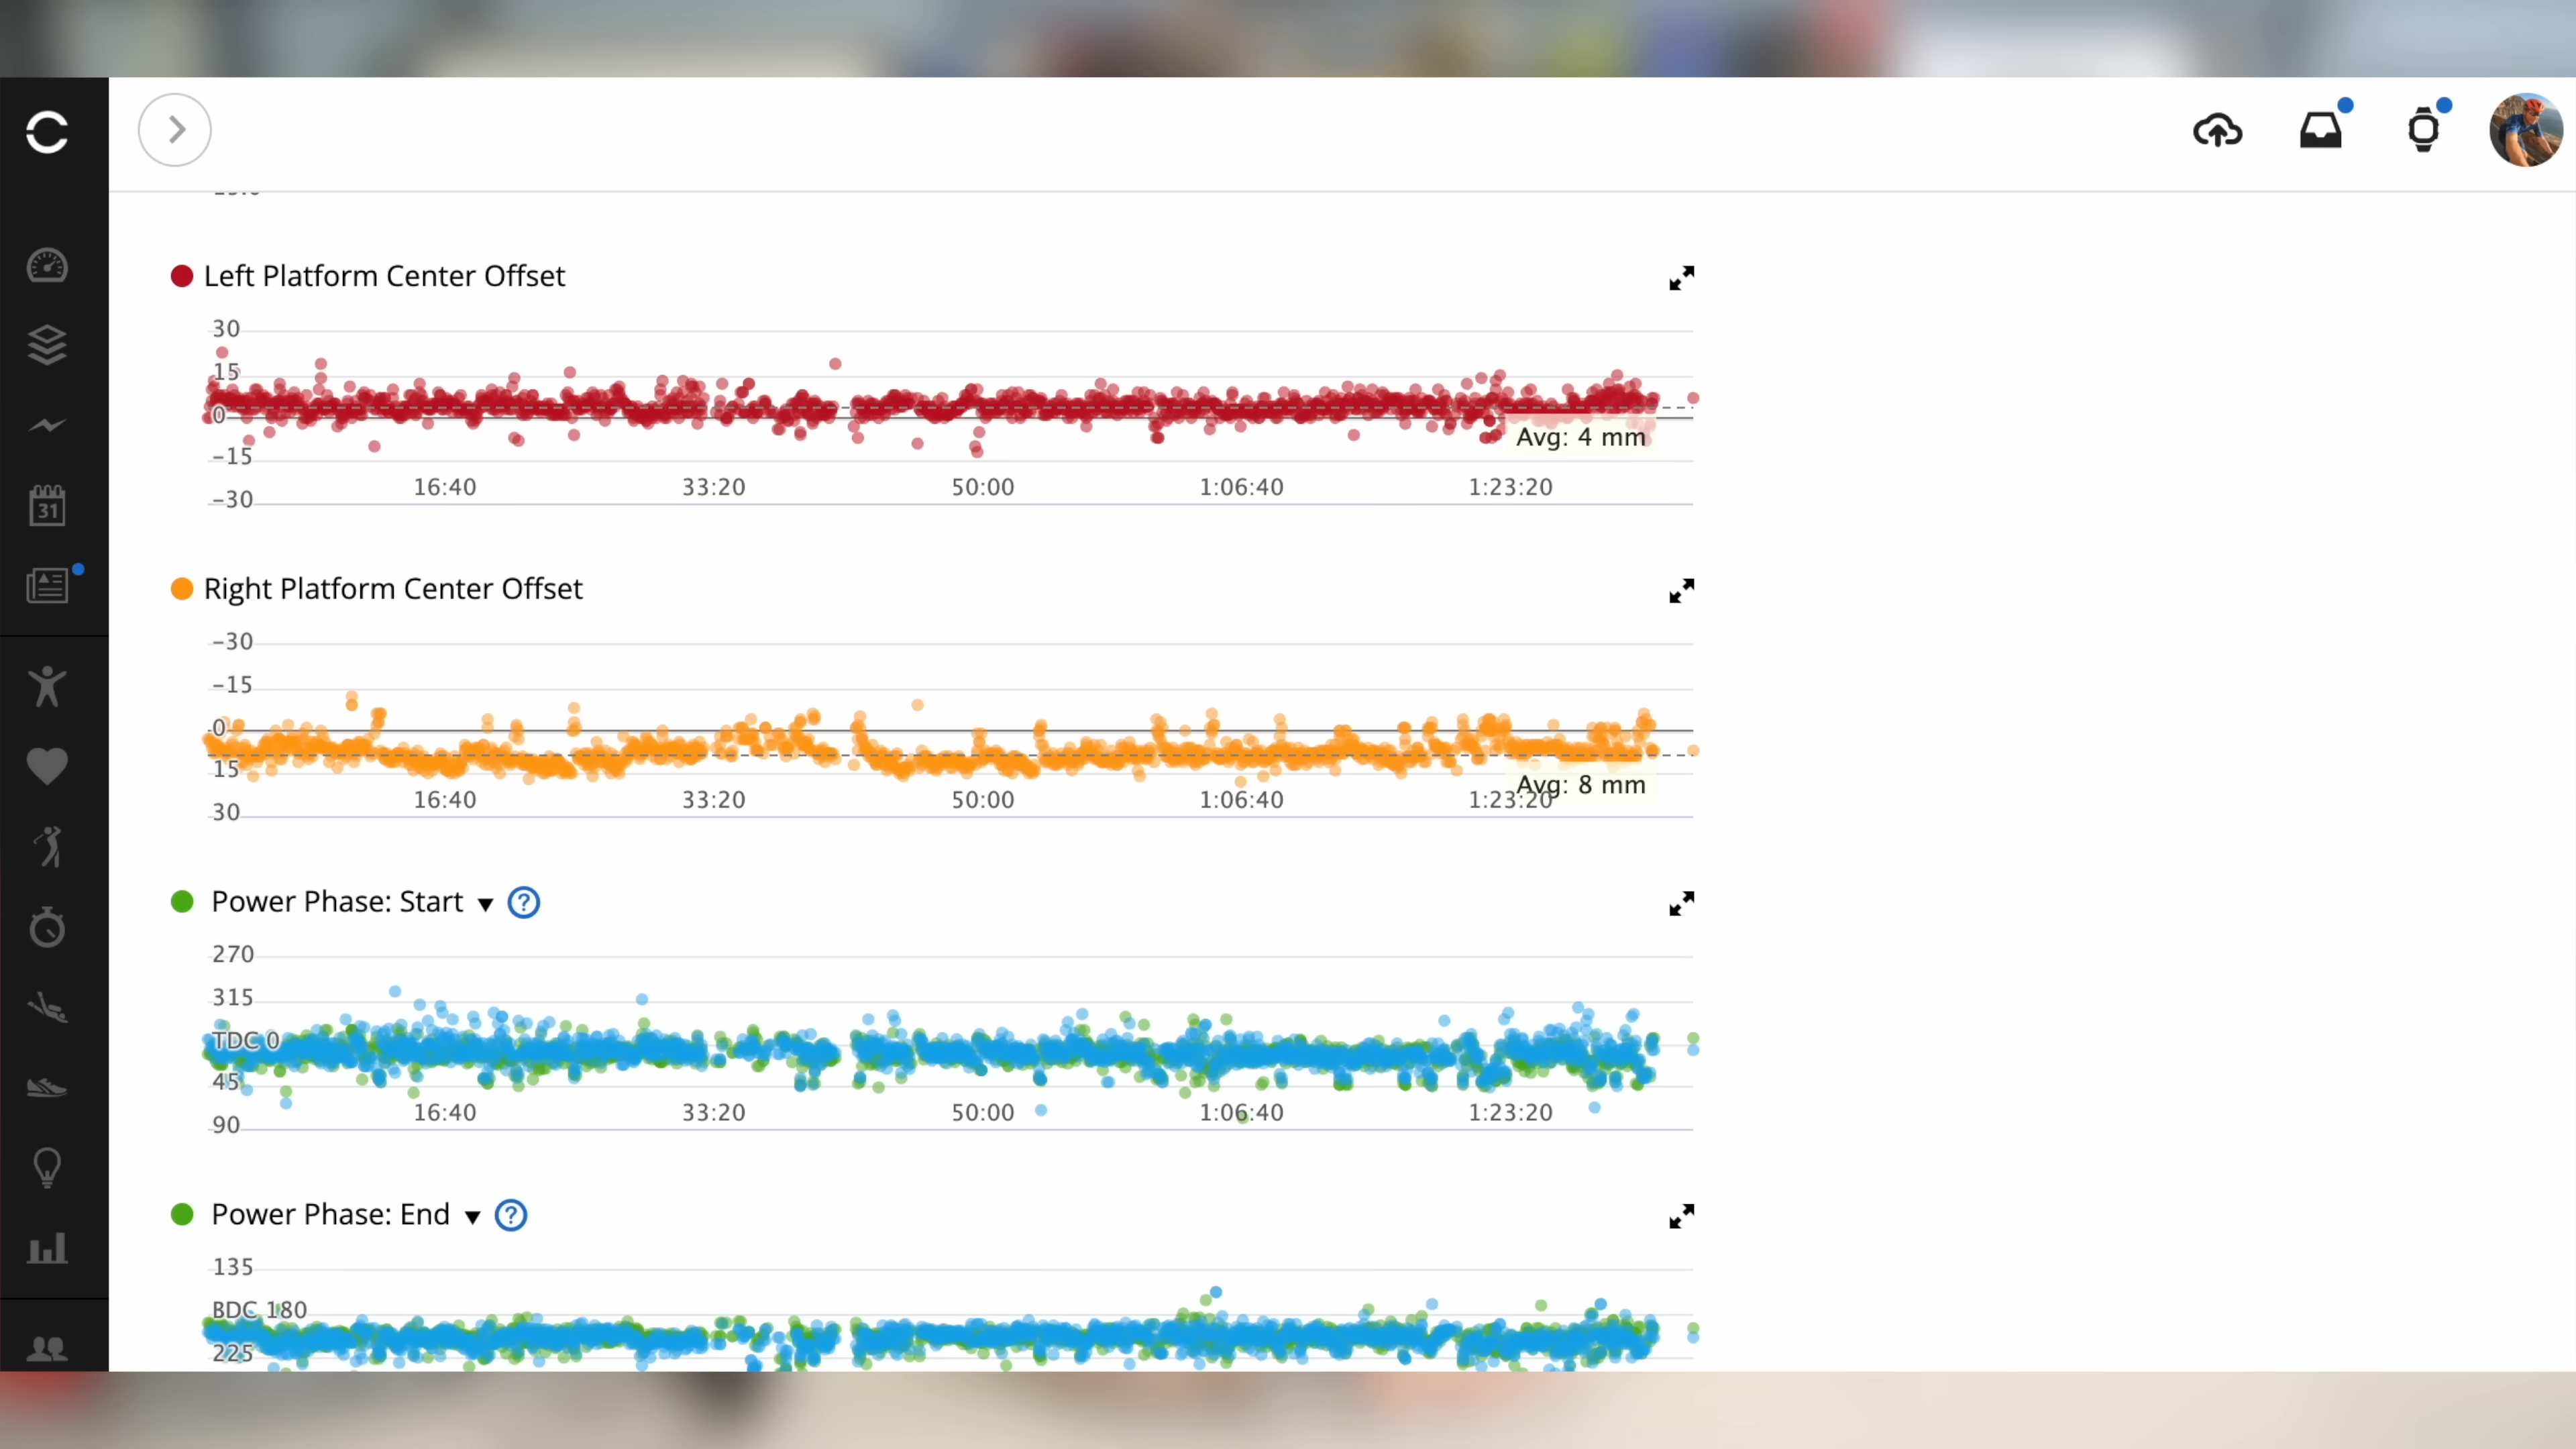 Left Platform Center Offset
30
15
0
-15
16:40 33:20 50:00 1:06:40 1:23:20
-30
Avg: 4 mm
Right Platform Center Offset
-30
-15
0
15
16:40 33:20 50:00 1:06:40 1:23:20
30
Avg: 8 mm
Power Phase: Start ▼ ?
270
315
TDC 0
45
16:40 33:20 50:00 1:06:40 1:23:20
90
Power Phase: End ▼ ?
135
BDC 180
225
31